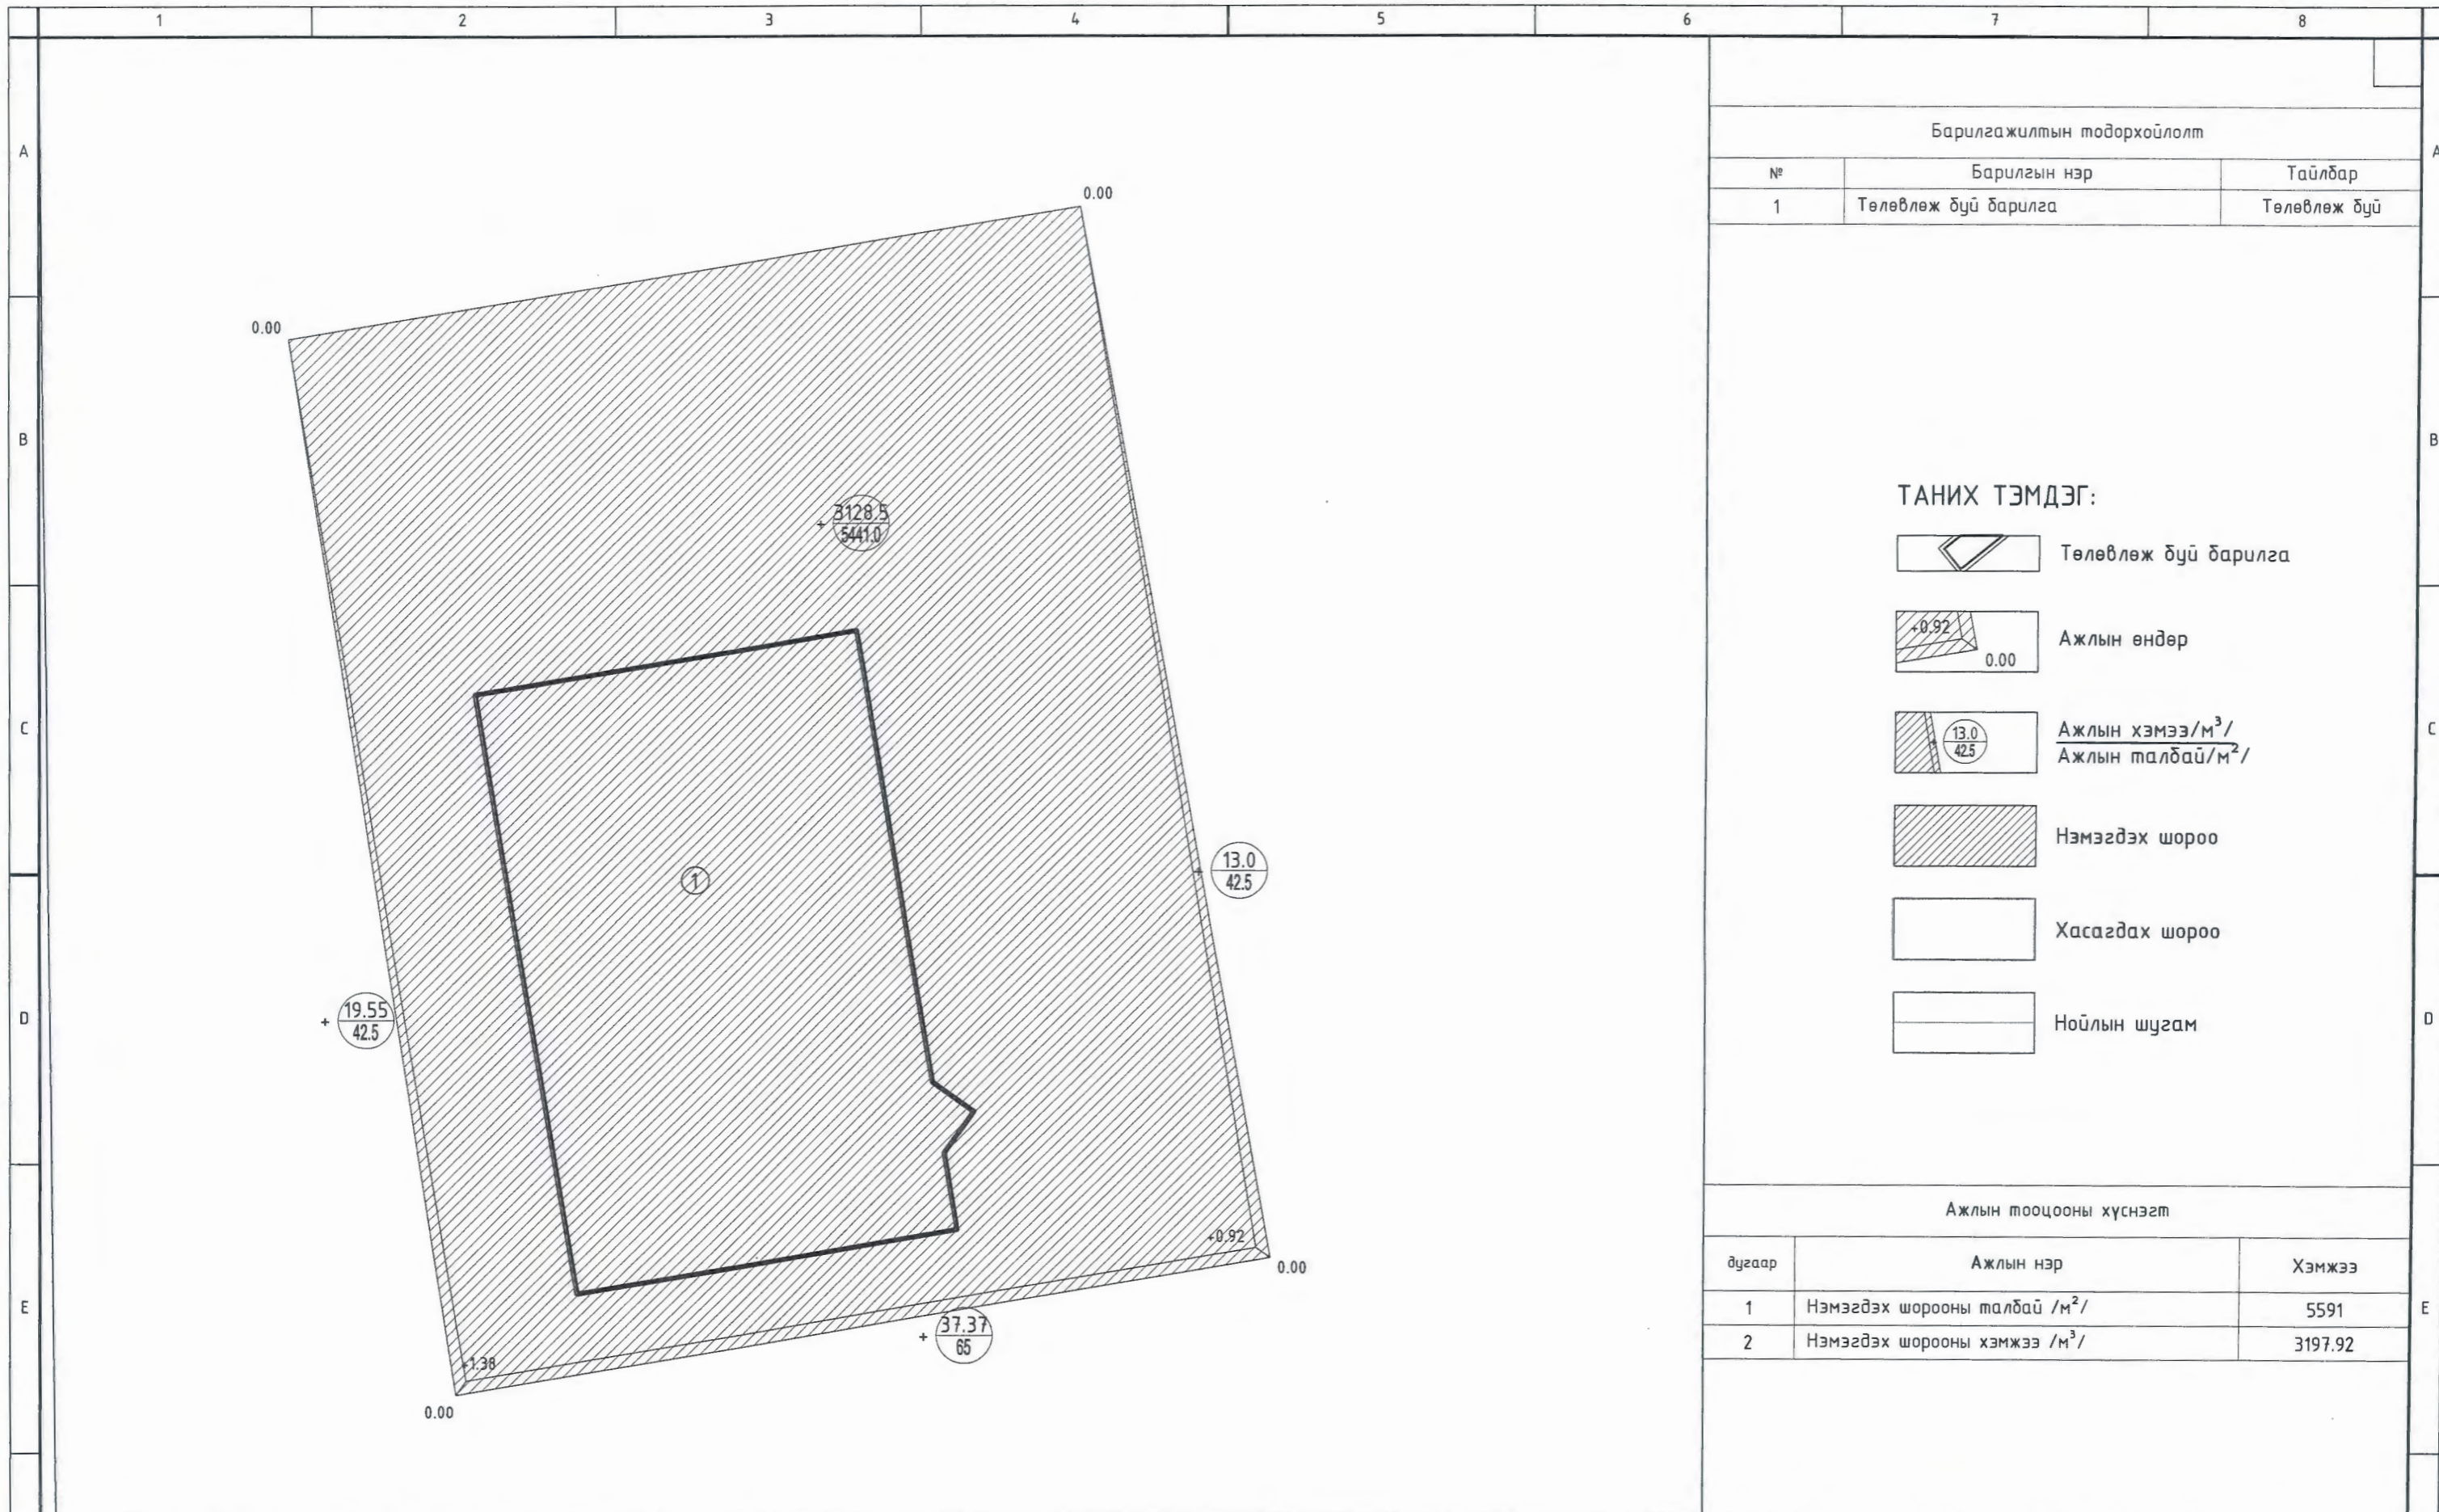 1 2 3 4 5 6 7 8
A
B
C
D
E
A
B
C
D
E
0.00
0.00
+ 3128.5
5441.0
1
13.0
42.5
+ 19.55
42.5
+0.92
0.00
+ 37.37
65
+1.38
0.00
Барилгажилтын тодорхойлолт
№ Барилгын нэр Тайлбар
1 Төлөвлөж буй барилга Төлөвлөж буй
ТАНИХ ТЭМДЭГ:
Төлөвлөж буй барилга
+0.92
0.00
Ажлын өндөр
13.0
42.5
Ажлын хэмээ/м³/
Ажлын талбай/м²/
Нэмэгдэх шороо
Хасагдах шороо
Нойлын шугам
Ажлын тооцооны хүснэгт
дугаар Ажлын нэр Хэмжээ
1 Нэмэгдэх шорооны талбай /м²/ 5591
2 Нэмэгдэх шорооны хэмжээ /м³/ 3197.92